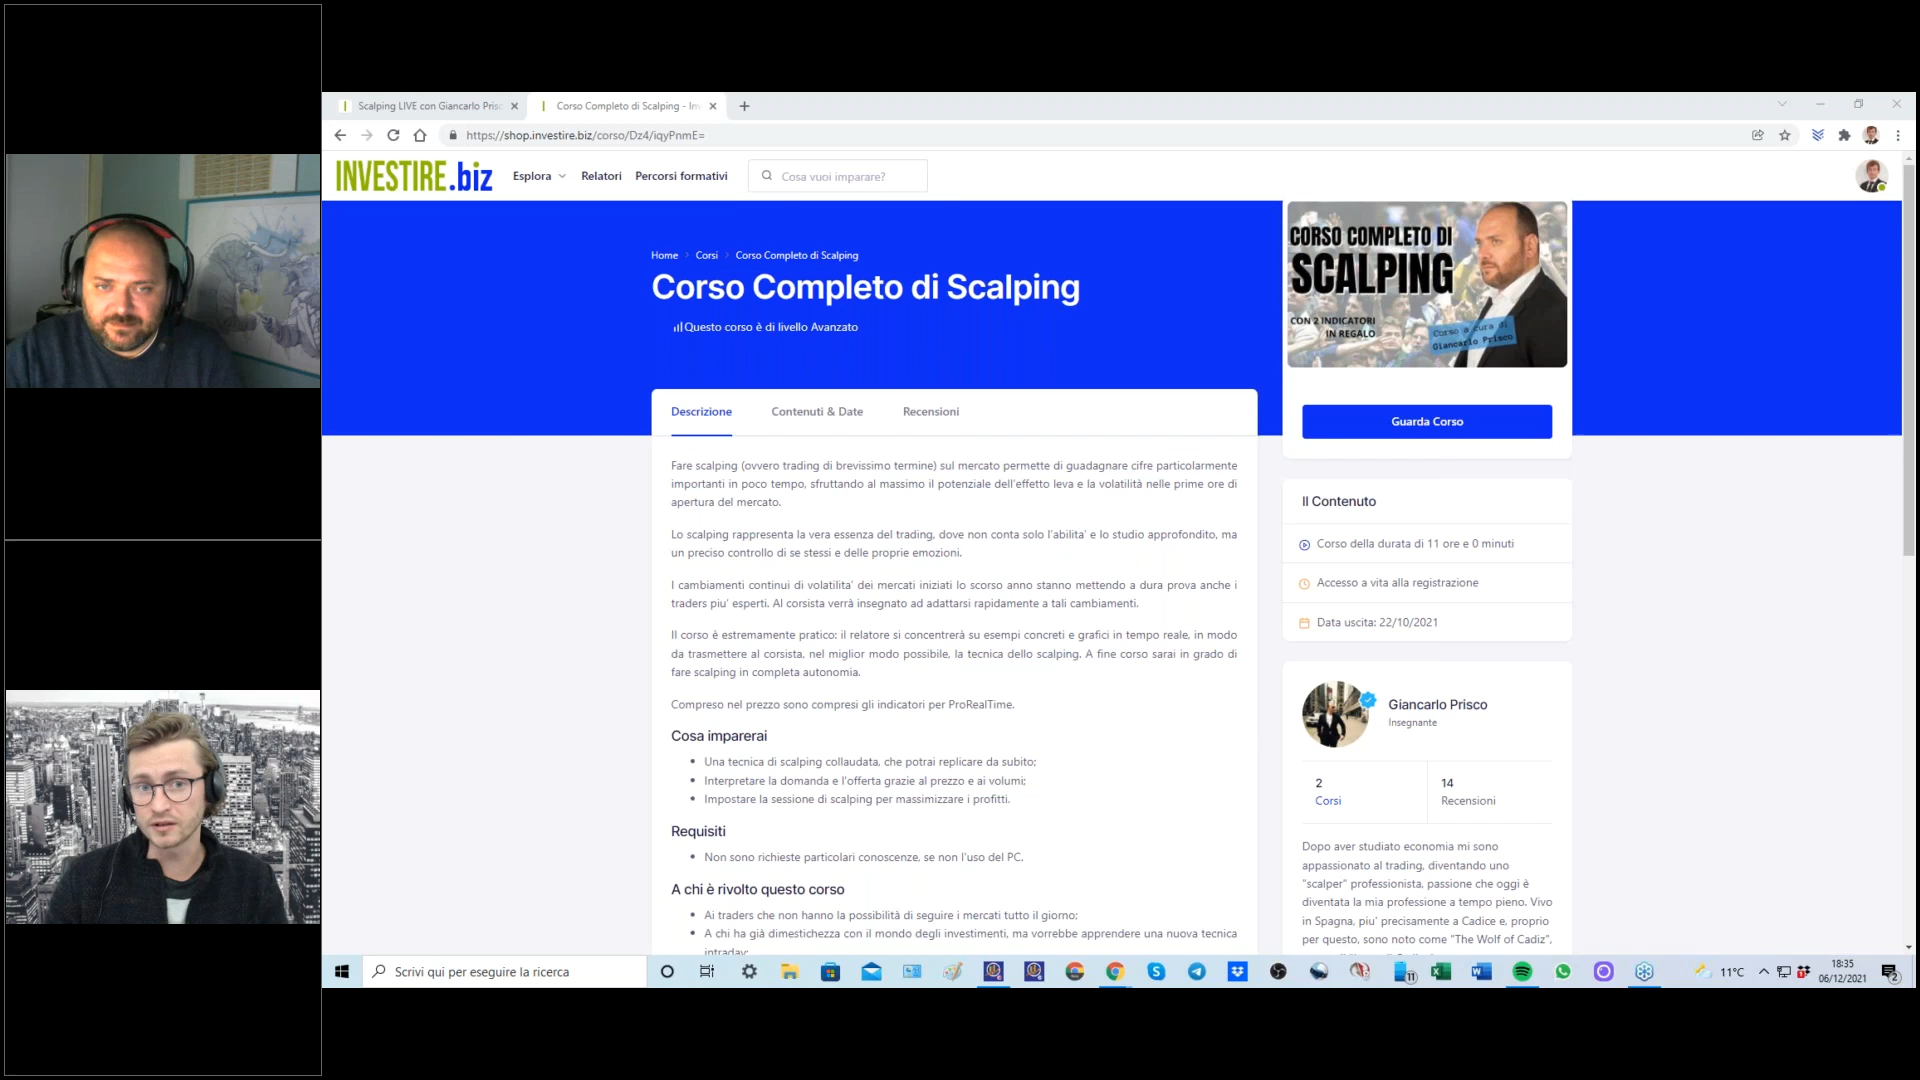 Scalping LIVE con Giancarlo Prisc
Corso Completo di Scalping - Inv
https://shop.investire.biz/corso/Dz4/iqyPnmE=
INVESTIRE.biz
Esplora
Relatori
Percorsi formativi
Cosa vuoi imparare?
Home
Corsi
Corso Completo di Scalping
Corso Completo di Scalping
Questo corso è di livello Avanzato
CORSO COMPLETO DI
SCALPING
CON 2 INDICATORI
IN REGALO
Corso a cura di
Giancarlo Prisco
Guarda Corso
Descrizione
Contenuti & Date
Recensioni
Fare scalping (ovvero trading di brevissimo termine) sul mercato permette di guadagnare cifre particolarmente
importanti in poco tempo, sfruttando al massimo il potenziale dell'effetto leva e la volatilità nelle prime ore di
apertura del mercato.
Lo scalping rappresenta la vera essenza del trading, dove non conta solo l'abilita' e lo studio approfondito, ma
un preciso controllo di se stessi e delle proprie emozioni.
I cambiamenti continui di volatilita' dei mercati iniziati lo scorso anno stanno mettendo a dura prova anche i
traders piu' esperti. Al corsista verrà insegnato ad adattarsi rapidamente a tali cambiamenti.
Il corso è estremamente pratico: il relatore si concentrerà su esempi concreti e grafici in tempo reale, in modo
da trasmettere al corsista, nel miglior modo possibile, la tecnica dello scalping. A fine corso sarai in grado di
fare scalping in completa autonomia.
Compreso nel prezzo sono compresi gli indicatori per ProRealTime.
Cosa imparerai
Una tecnica di scalping collaudata, che potrai replicare da subito;
Interpretare la domanda e l'offerta grazie al prezzo e ai volumi;
Impostare la sessione di scalping per massimizzare i profitti.
Requisiti
Non sono richieste particolari conoscenze, se non l'uso del PC.
A chi è rivolto questo corso
Ai traders che non hanno la possibilità di seguire i mercati tutto il giorno;
A chi ha già dimestichezza con il mondo degli investimenti, ma vorrebbe apprendere una nuova tecnica
intraday;
Il Contenuto
Corso della durata di 11 ore e 0 minuti
Accesso a vita alla registrazione
Data uscita: 22/10/2021
Giancarlo Prisco
Insegnante
2
Corsi
14
Recensioni
Dopo aver studiato economia mi sono
appassionato al trading, diventando uno
"scalper" professionista, passione che oggi è
diventata la mia professione a tempo pieno. Vivo
in Spagna, piu' precisamente a Cadice e, proprio
per questo, sono noto come "The Wolf of Cadiz",
Scrivi qui per eseguire la ricerca
11
11°C
18:35
06/12/2021
2